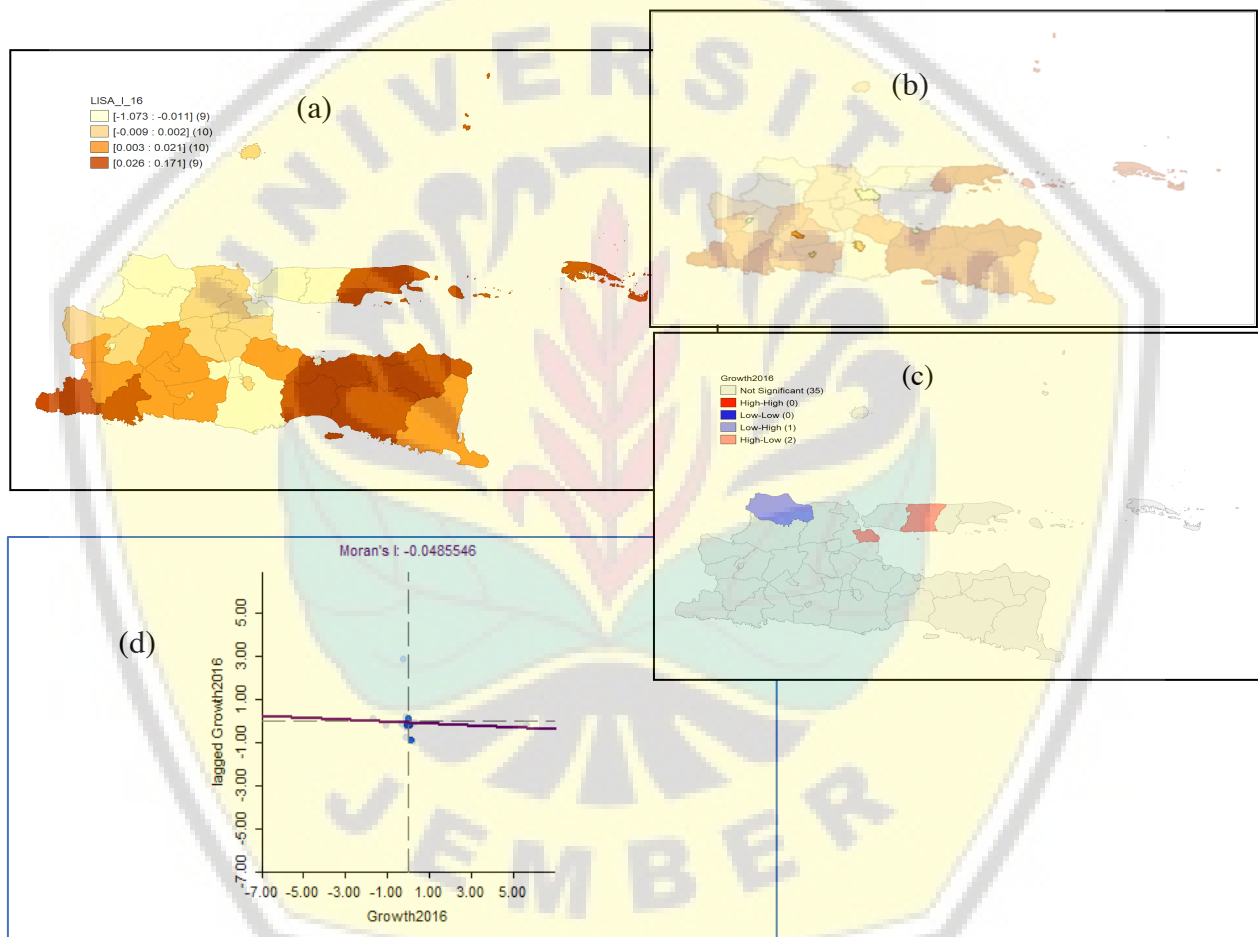 UNIVERSITAS
JEMBER
(a)
LISA_I_16
[-1.073 : -0.011] (9)
[-0.009 : 0.002] (10)
[0.003 : 0.021] (10)
[0.026 : 0.171] (9)
(b)
(c)
Growth2016
Not Significant (35)
High-High (0)
Low-Low (0)
Low-High (1)
High-Low (2)
(d)
Moran's I: -0.0485546
lagged Growth2016
5.00
3.00
1.00
-1.00
-3.00
-5.00
-7.00
-7.00 -5.00 -3.00 -1.00 1.00 3.00 5.00
Growth2016